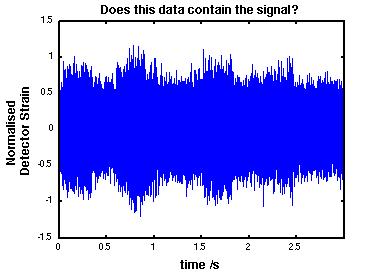 Does this data contain the signal?
1.5
1
0.5
0
-0.5
-1
-1.5
Normalised
Detector Strain
0 0.5 1 1.5 2 2.5
time /s